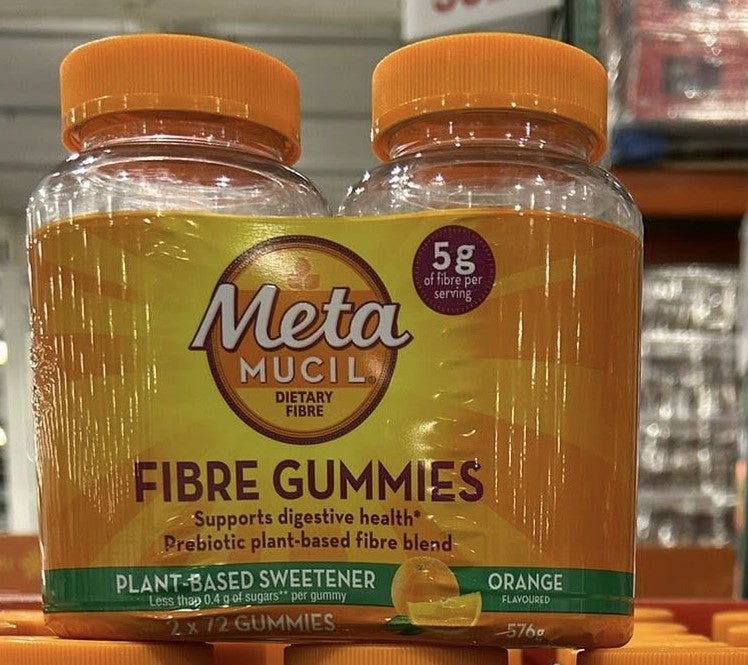 5g
of fibre per
serving
Meta
MUCIL®
DIETARY
FIBRE
FIBRE GUMMIES
Supports digestive health*
Prebiotic plant-based fibre blend
PLANT-BASED SWEETENER
Less than 0.4 g of sugars** per gummy
ORANGE
FLAVOURED
2 x 72 GUMMIES
576g